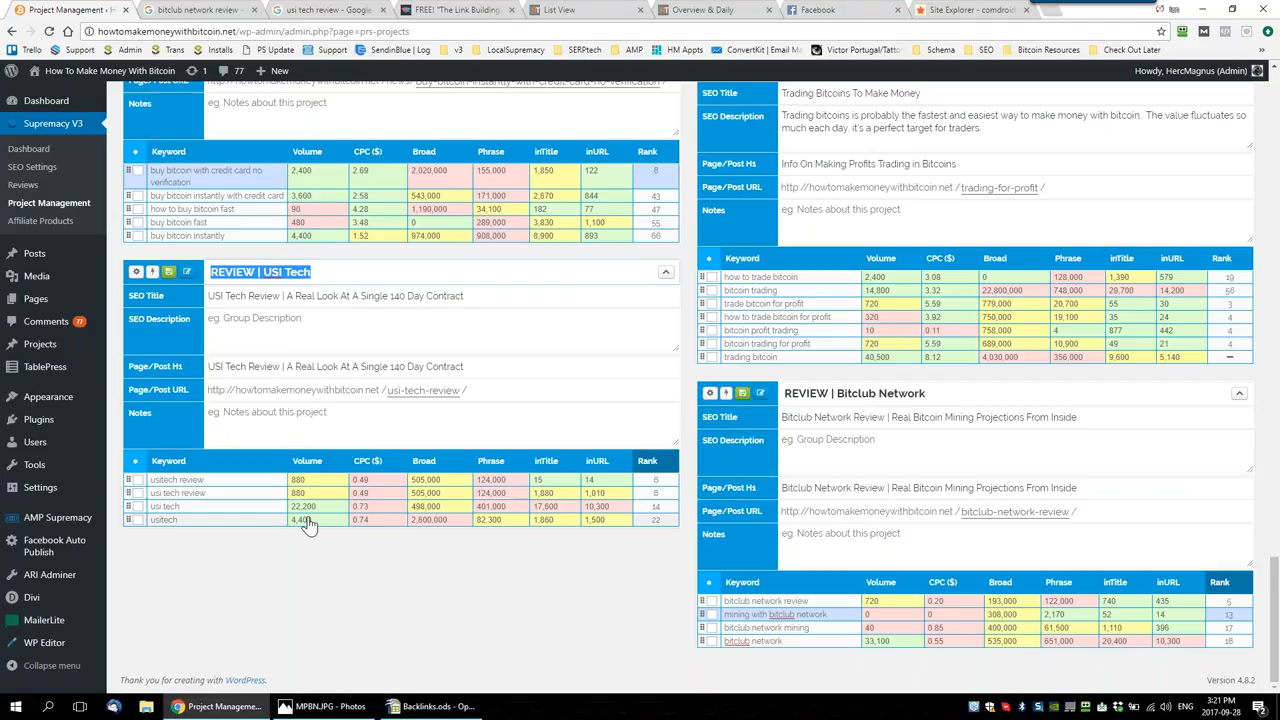 Project Management
bitclub network review -
usi tech review - Google
FREE! "The Link Building
List View
Overview & Daily
Facebook
Site Explorer - comdroid
howtomakemoneywithbitcoin.net/wp-admin/admin.php?page=prs-projects
Trello
Support
Admin
Trans
Installs
PS Update
Support
SendinBlue | Log in
v3
LocalSupremacy
SERPtech
AMP
HM Appts
ConvertKit | Email M
Victor Portugal/Tattoo
Schema
SEO
Bitcoin Resources
Check Out Later
How To Make Money With Bitcoin
1
77
New
Howdy, HercMagnus (Admin)
Dashboard
Supremacy V3
Dashboard
SEO Settings
Reviews
Page Management
Affiliate Products
Posts
Media
Pages
Comments 77
Projects
TablePress
Appearance
Plugins
Users
Tools
Settings
AMP Supremacy
Facebook Auto
Publish
ARI Adminer
Divi
MailerLite
WP Editor
Collapse menu
Page/Post URL http://howtomakemoneywithbitcoin.net/news/ buy-bitcoin-instantly-with-credit-card-no-verification /
Notes eg. Notes about this project
Keyword Volume CPC ($) Broad Phrase inTitle inURL Rank
buy bitcoin with credit card no
verification 2,400 2.69 2,020,000 155,000 1,850 122 8
buy bitcoin instantly with credit card 3,600 2.58 543,000 171,000 2,670 844 43
how to buy bitcoin fast 90 4.28 1,190,000 34,100 182 77 47
buy bitcoin fast 480 3.48 0 289,000 3,830 1,100 55
buy bitcoin instantly 4,400 1.52 974,000 908,000 8,900 893 66
REVIEW | USI Tech
SEO Title USI Tech Review | A Real Look At A Single 140 Day Contract
SEO Description eg. Group Description
Page/Post H1 USI Tech Review | A Real Look At A Single 140 Day Contract
Page/Post URL http://howtomakemoneywithbitcoin.net /usi-tech-review /
Notes eg. Notes about this project
Keyword Volume CPC ($) Broad Phrase inTitle inURL Rank
usitech review 880 0.49 505,000 124,000 15 14 6
usi tech review 880 0.49 505,000 124,000 1,880 1,010 8
usi tech 22,200 0.73 498,000 401,000 17,600 10,300 14
usitech 4,400 0.74 2,600,000 82,300 1,860 1,500 22
SEO Title Trading Bitcoins To Make Money
SEO Description Trading bitcoins is probably the fastest and easiest way to make money with bitcoin. The value fluctuates so
much each day, it's a perfect target for traders.
Page/Post H1 Info On Making Profits Trading in Bitcoins
Page/Post URL http://howtomakemoneywithbitcoin.net /trading-for-profit /
Notes eg. Notes about this project
Keyword Volume CPC ($) Broad Phrase inTitle inURL Rank
how to trade bitcoin 2,400 3.08 0 128,000 1,390 579 19
bitcoin trading 14,800 3.32 22,800,000 748,000 29,700 14,200 56
trade bitcoin for profit 720 5.59 779,000 20,700 55 30 3
how to trade bitcoin for profit 320 3.92 750,000 19,100 35 24 4
bitcoin profit trading 10 0.11 758,000 4 877 442 4
bitcoin trading for profit 720 5.59 689,000 10,900 49 21 4
trading bitcoin 40,500 8.12 4,030,000 356,000 9,600 5,140 —
REVIEW | Bitclub Network
SEO Title Bitclub Network Review | Real Bitcoin Mining Projections From Inside
SEO Description eg. Group Description
Page/Post H1 Bitclub Network Review | Real Bitcoin Mining Projections From Inside
Page/Post URL http://howtomakemoneywithbitcoin.net /bitclub-network-review /
Notes eg. Notes about this project
Keyword Volume CPC ($) Broad Phrase inTitle inURL Rank
bitclub network review 720 0.20 193,000 122,000 740 435 5
mining with bitclub network 0 0 308,000 2,170 52 14 13
bitclub network mining 40 0.85 400,000 61,500 1,110 396 17
bitclub network 33,100 0.55 535,000 651,000 20,400 10,300 18
Thank you for creating with WordPress.
Version 4.8.2
Project Manageme...
MPBN.JPG - Photos
Backlinks.ods - Op...
3:21 PM
2017-09-28
2